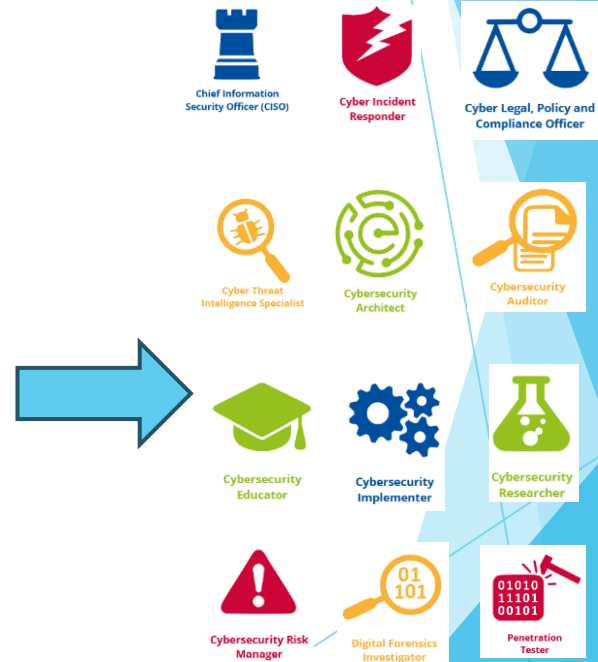 Chief Information
Security Officer (CISO)
Cyber Incident
Responder
Cyber Legal, Policy and
Compliance Officer
Cyber Threat
Intelligence Specialist
Cybersecurity
Architect
Cybersecurity
Auditor
Cybersecurity
Educator
Cybersecurity
Implementer
Cybersecurity
Researcher
Cybersecurity Risk
Manager
01
101
Digital Forensics
Investigator
01010
11101
00101
Penetration
Tester